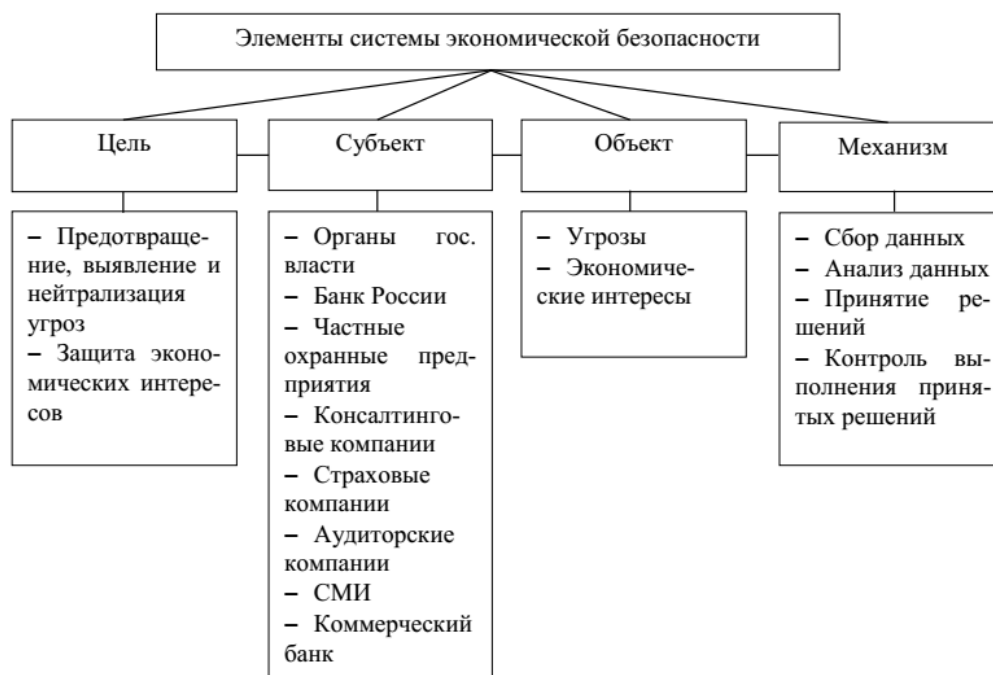 Элементы системы экономической безопасности
Цель
Субъект
Объект
Механизм
– Предотвраще-
ние, выявление и
нейтрализация
угроз
– Защита эконо-
мических интере-
сов
– Органы гос.
власти
– Банк России
– Частные
охранные пред-
приятия
– Консалтинго-
вые компании
– Страховые
компании
– Аудиторские
компании
– СМИ
– Коммерческий
банк
– Угрозы
– Экономиче-
ские интересы
– Сбор данных
– Анализ данных
– Принятие ре-
шений
– Контроль вы-
полнения приня-
тых решений